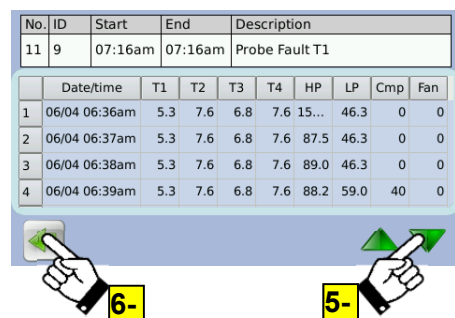 No. ID Start End Description
11 9 07:16am 07:16am Probe Fault T1
Date/time T1 T2 T3 T4 HP LP Cmp Fan
1 06/04 06:36am 5.3 7.6 6.8 7.6 15... 46.3 0 0
2 06/04 06:37am 5.3 7.6 6.8 7.6 87.5 46.3 0 0
3 06/04 06:38am 5.3 7.6 6.8 7.6 89.0 46.3 0 0
4 06/04 06:39am 5.3 7.6 6.8 7.6 88.2 59.0 40 0
6- 5-